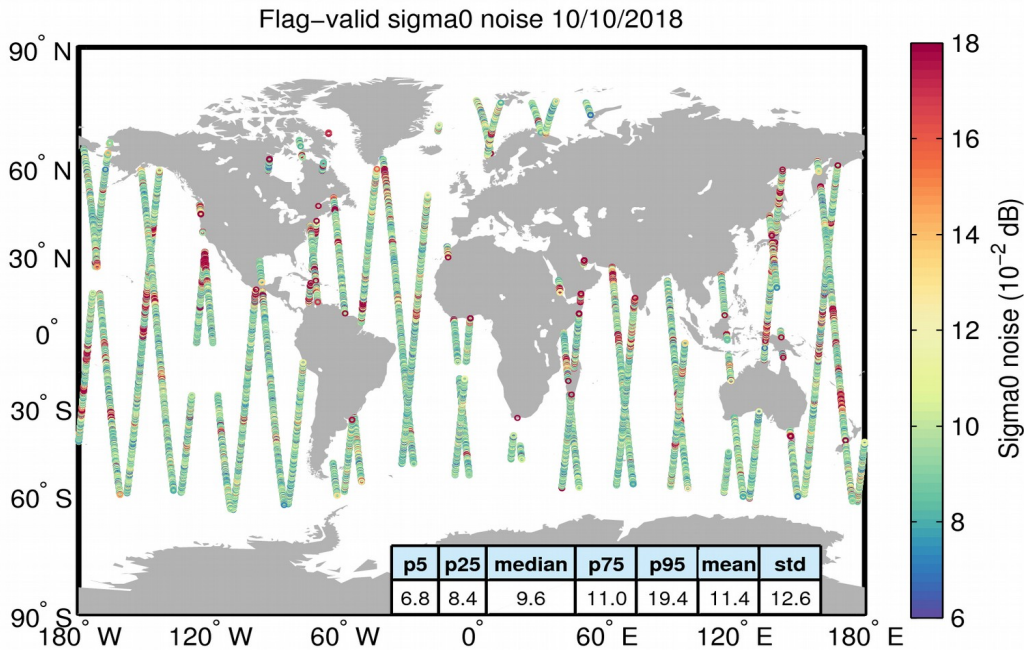 Flag−valid sigma0 noise 10/10/2018
90° N
60° N
30° N
0°
30° S
60° S
90° S
180° W 120° W 60° W 0° 60° E 120° E 180° E
p5 p25 median p75 p95 mean std
6.8 8.4 9.6 11.0 19.4 11.4 12.6
18
16
14
12
10
8
6
Sigma0 noise (10⁻² dB)